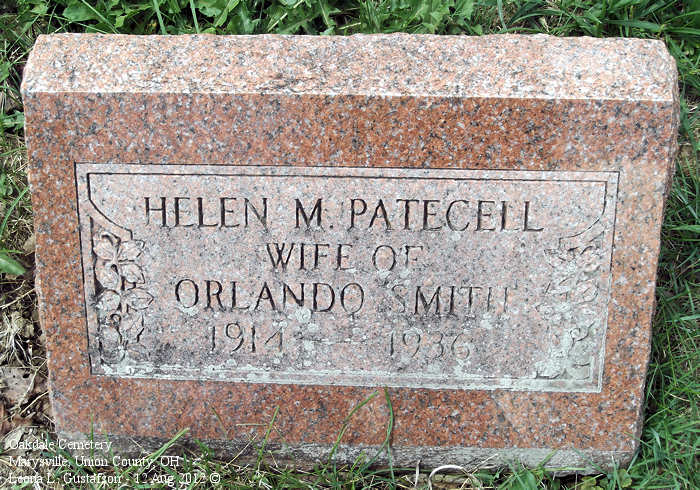 HELEN M. PATECELL
WIFE OF
ORLANDO SMITH
1914 — 1936
Oakdale Cemetery
Marysville, Union County, OH
Leona L. Gustafson - 12 Aug 2012 ©